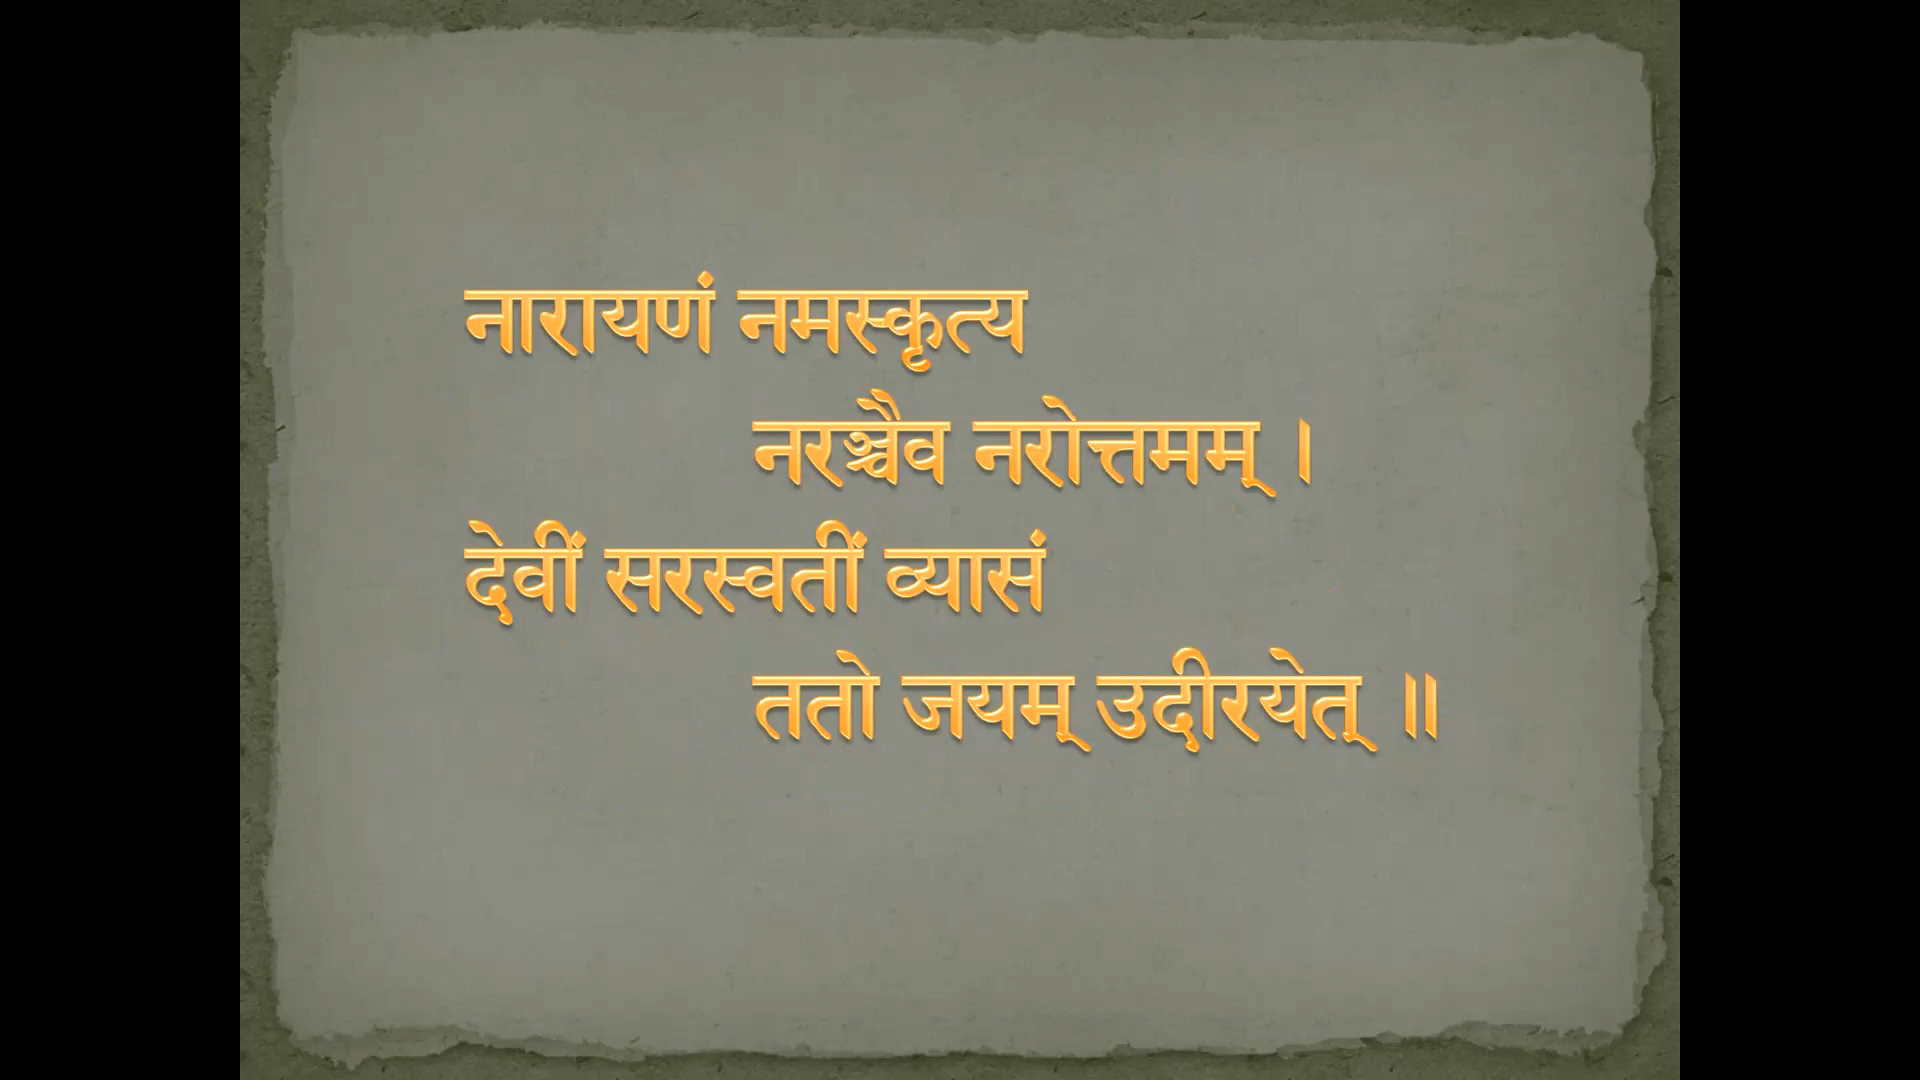 नारायणं नमस्कृत्य
नरञ्चैव नरोत्तमम् ।
देवीं सरस्वतीं व्यासं
ततो जयम् उदीरयेत् ॥